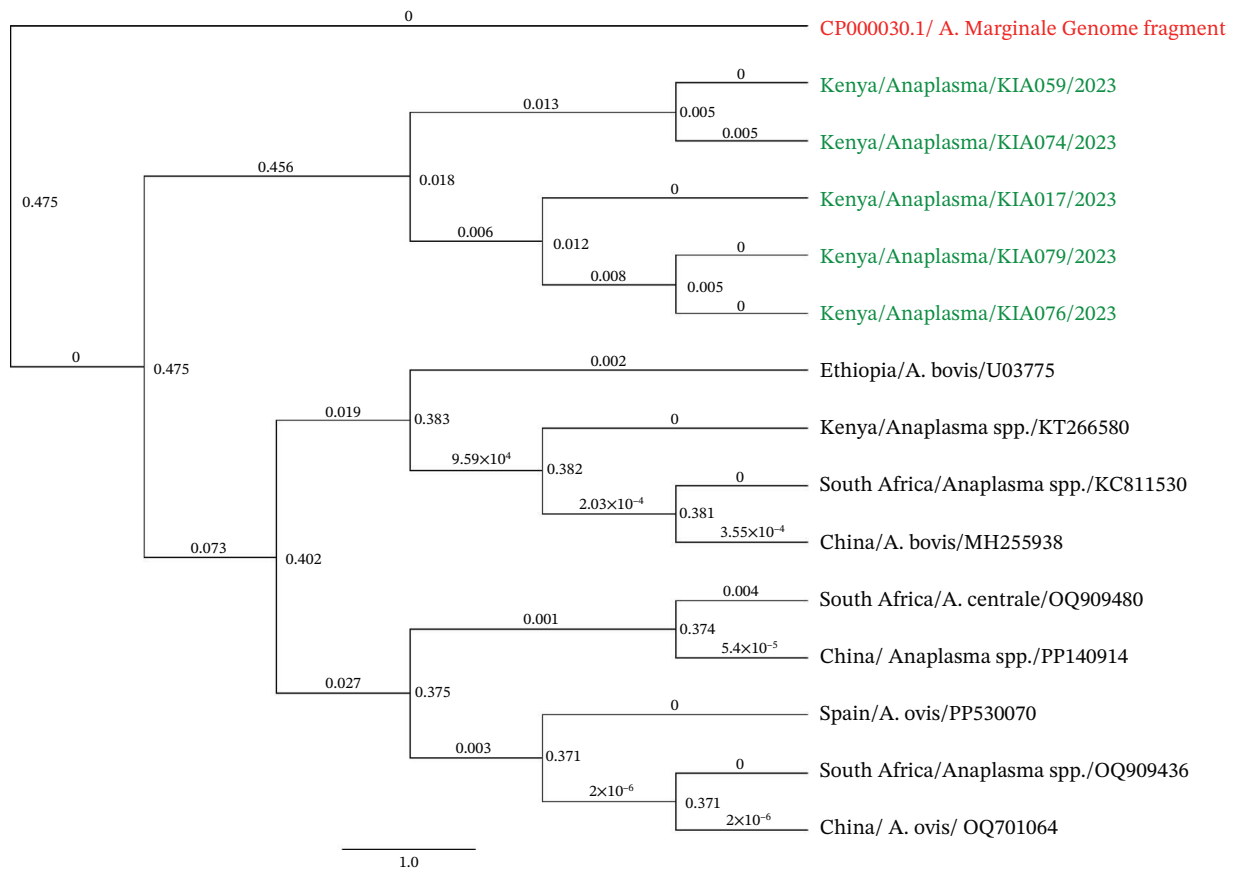 0
CP000030.1/ A. Marginale Genome fragment
0
Kenya/Anaplasma/KIA059/2023
0.013
0.005
0.005
Kenya/Anaplasma/KIA074/2023
0.456
0.018
0.475
0
Kenya/Anaplasma/KIA017/2023
0.006
0.012
0
Kenya/Anaplasma/KIA079/2023
0.008
0.005
0
Kenya/Anaplasma/KIA076/2023
0
0.475
0.002
Ethiopia/A. bovis/U03775
0.019
0.383
0
Kenya/Anaplasma spp./KT266580
9.59×10⁴
0.382
0
South Africa/Anaplasma spp./KC811530
2.03×10⁻⁴
0.381
3.55×10⁻⁴
China/A. bovis/MH255938
0.073
0.402
0.004
South Africa/A. centrale/OQ909480
0.001
0.374
5.4×10⁻⁵
China/ Anaplasma spp./PP140914
0.027
0.375
0
Spain/A. ovis/PP530070
0.003
0.371
0
South Africa/Anaplasma spp./OQ909436
2×10⁻⁶
0.371
2×10⁻⁶
China/ A. ovis/ OQ701064
1.0